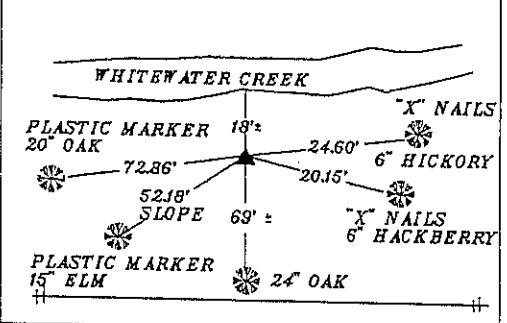 WHITEWATER CREEK
"X" NAILS
PLASTIC MARKER
20" OAK
18'±
24.60'
6" HICKORY
72.86'
20.15'
52.18'
SLOPE
69' ±
"X" NAILS
6" HACKBERRY
PLASTIC MARKER
15" ELM
24" OAK